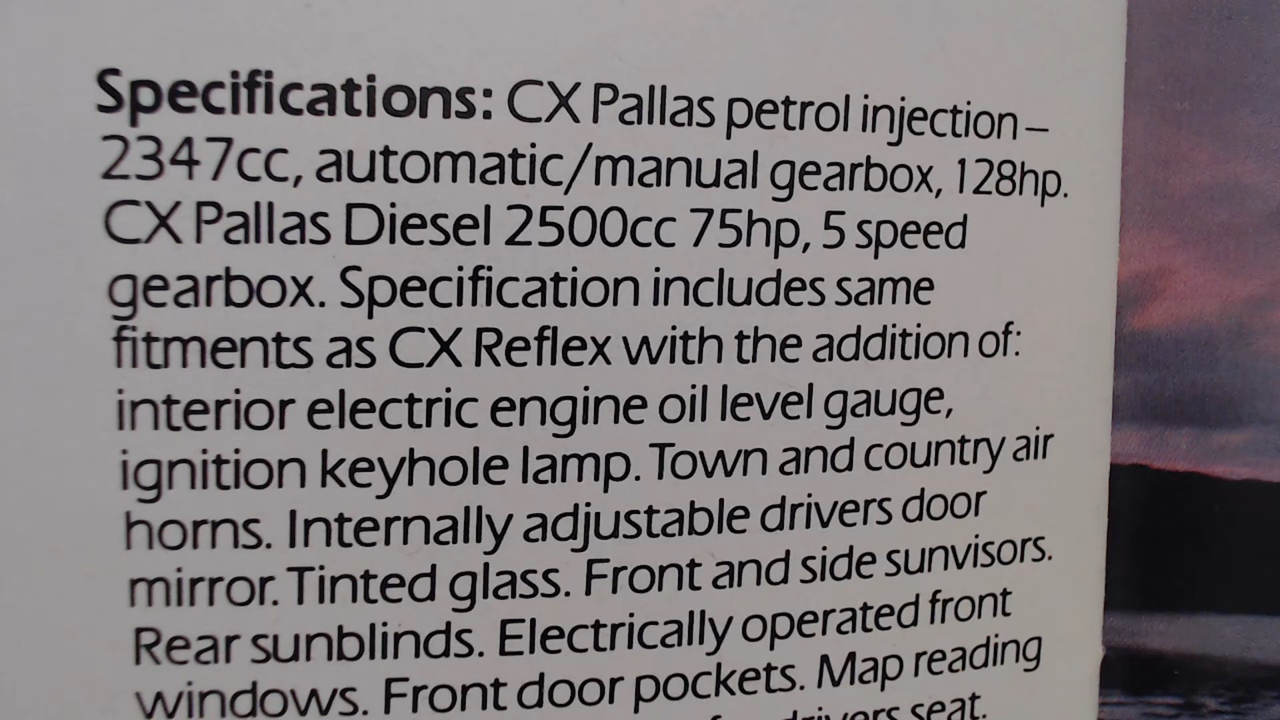 Specifications: CX Pallas petrol injection –
2347cc, automatic/manual gearbox, 128hp.
CX Pallas Diesel 2500cc 75hp, 5 speed
gearbox. Specification includes same
fitments as CX Reflex with the addition of:
interior electric engine oil level gauge,
ignition keyhole lamp. Town and country air
horns. Internally adjustable drivers door
mirror. Tinted glass. Front and side sunvisors.
Rear sunblinds. Electrically operated front
windows. Front door pockets. Map reading
drivers seat.